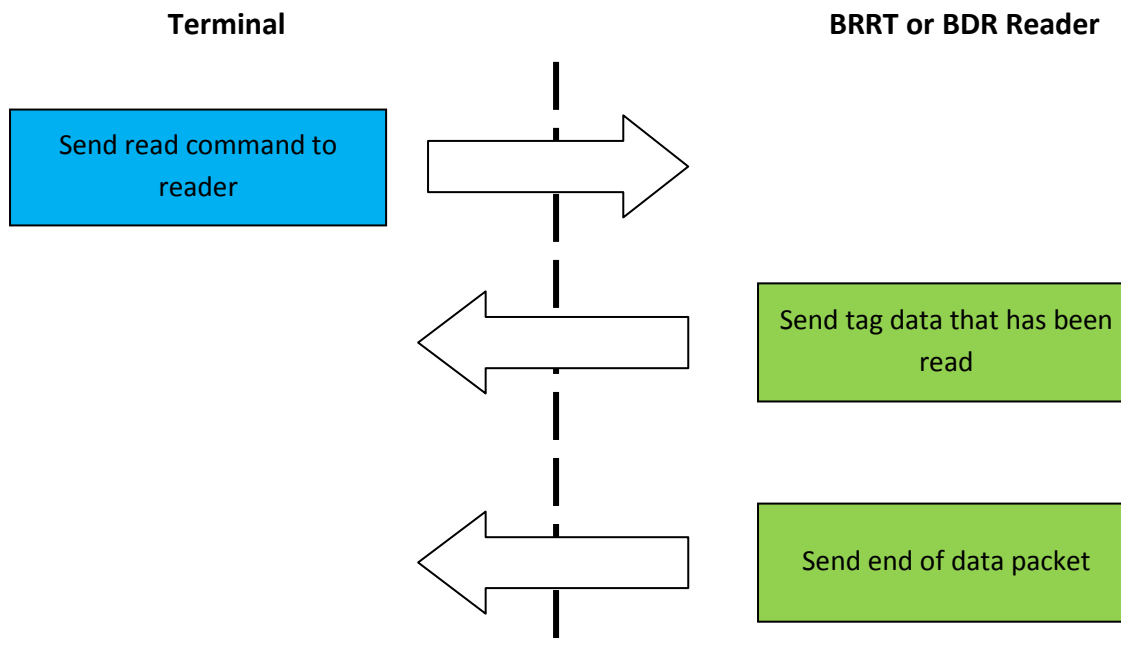 Terminal
BRRT or BDR Reader
Send read command to
reader
Send tag data that has been
read
Send end of data packet